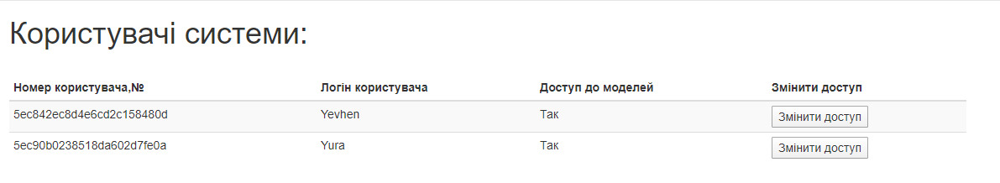 Користувачі системи:
Номер користувача,№ Логін користувача Доступ до моделей Змінити доступ
5ec842ec8d4e6cd2c158480d Yevhen Так Змінити доступ
5ec90b0238518da602d7fe0a Yura Так Змінити доступ